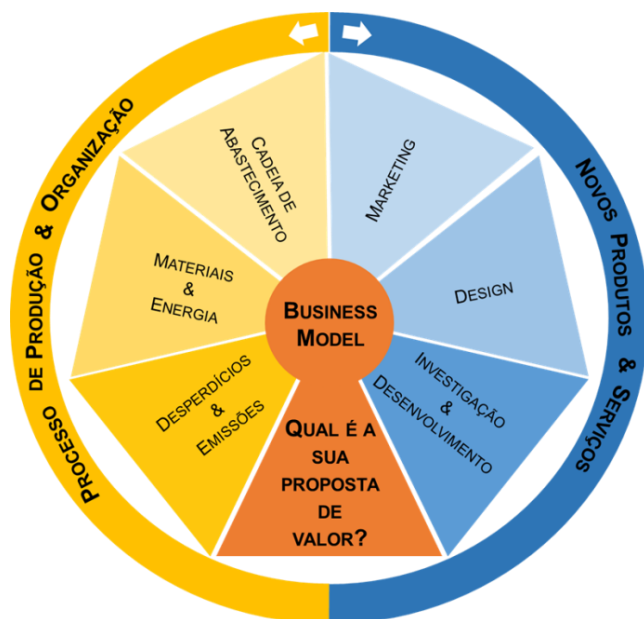 PROCESSO DE PRODUÇÃO & ORGANIZAÇÃO
NOVOS PRODUTOS & SERVIÇOS
CADEIA DE
ABASTECIMENTO
MARKETING
MATERIAIS
&
ENERGIA
DESIGN
DESPERDÍCIOS
&
EMISSÕES
INVESTIGAÇÃO
&
DESENVOLVIMENTO
BUSINESS
MODEL
QUAL É A
SUA
PROPOSTA
DE
VALOR?